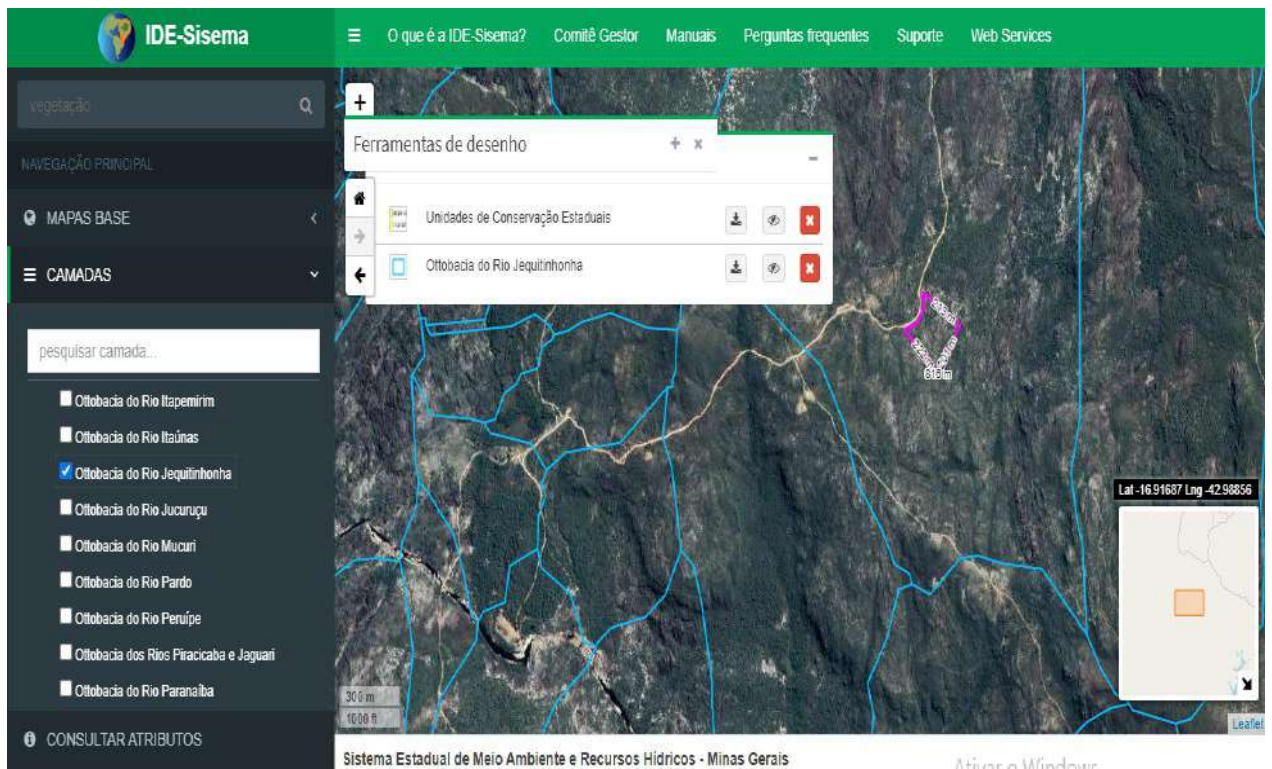 IDE-Sisema
☰ O que é a IDE-Sisema? Comitê Gestor Manuais Perguntas frequentes Suporte Web Services
vegetação
NAVEGAÇÃO PRINCIPAL
MAPAS BASE
CAMADAS
pesquisar camada...
Ottobacia do Rio Itapemirim
Ottobacia do Rio Itaúnas
Ottobacia do Rio Jequitinhonha
Ottobacia do Rio Jucuruçu
Ottobacia do Rio Mucuri
Ottobacia do Rio Pardo
Ottobacia do Rio Peruípe
Ottobacia dos Rios Piracicaba e Jaguari
Ottobacia do Rio Paranaíba
CONSULTAR ATRIBUTOS
+
Ferramentas de desenho + x
−
Unidades de Conservação Estaduais
Ottobacia do Rio Jequitinhonha
Lat -16.91687 Lng -42.98856
300 m
1000 ft
Leaflet
Sistema Estadual de Meio Ambiente e Recursos Hídricos - Minas Gerais
Ativar o Windows